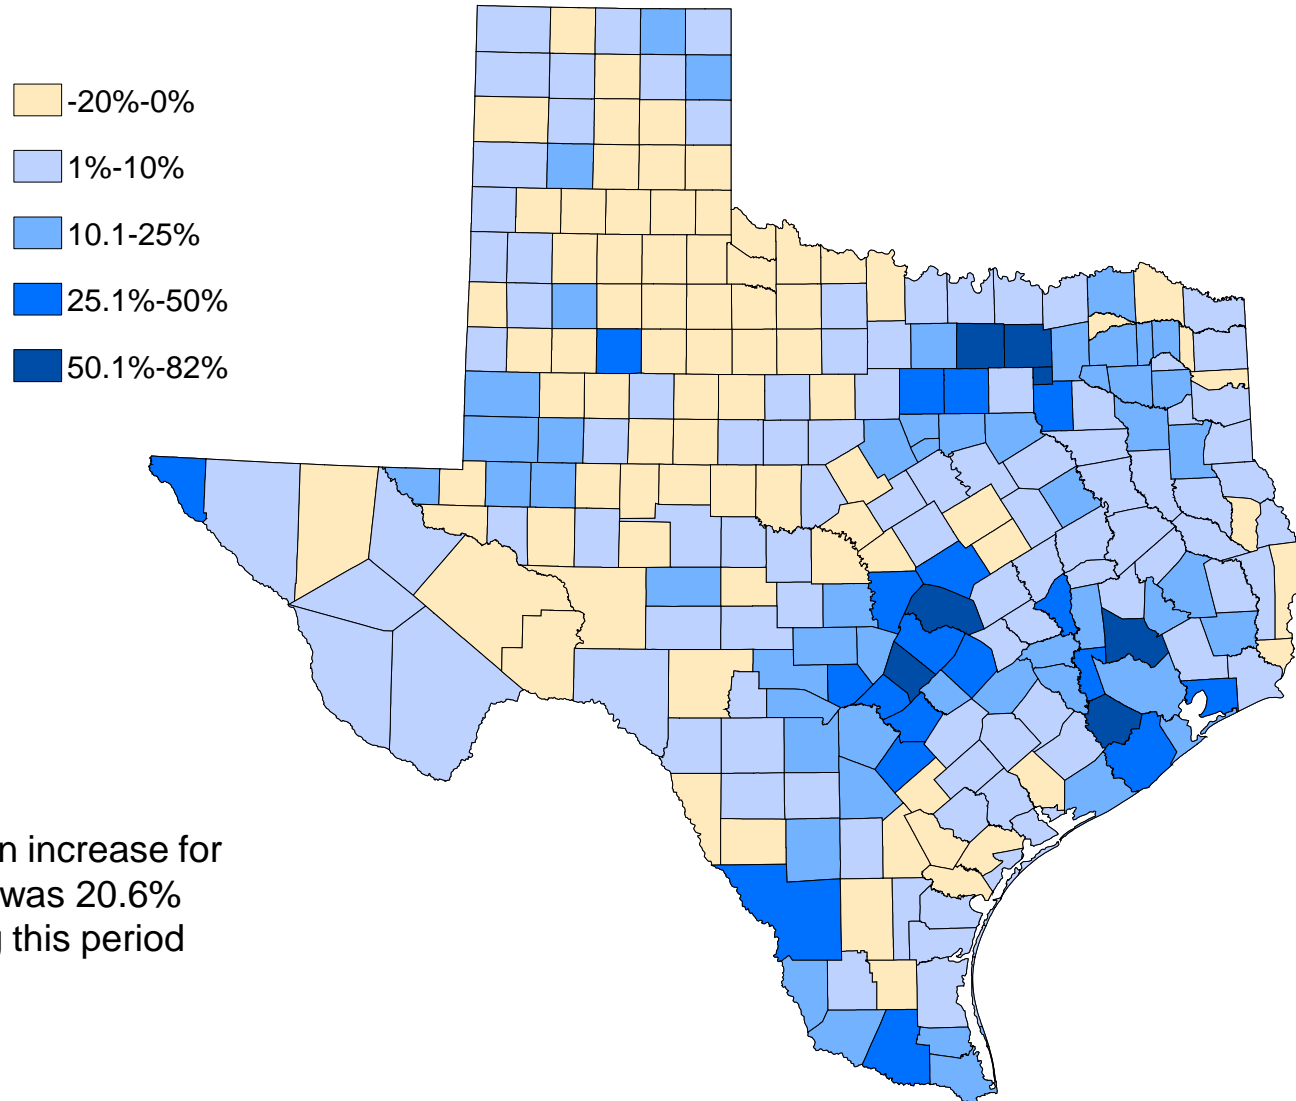 -20%-0%
1%-10%
10.1-25%
25.1%-50%
50.1%-82%
n increase for
was 20.6%
this period